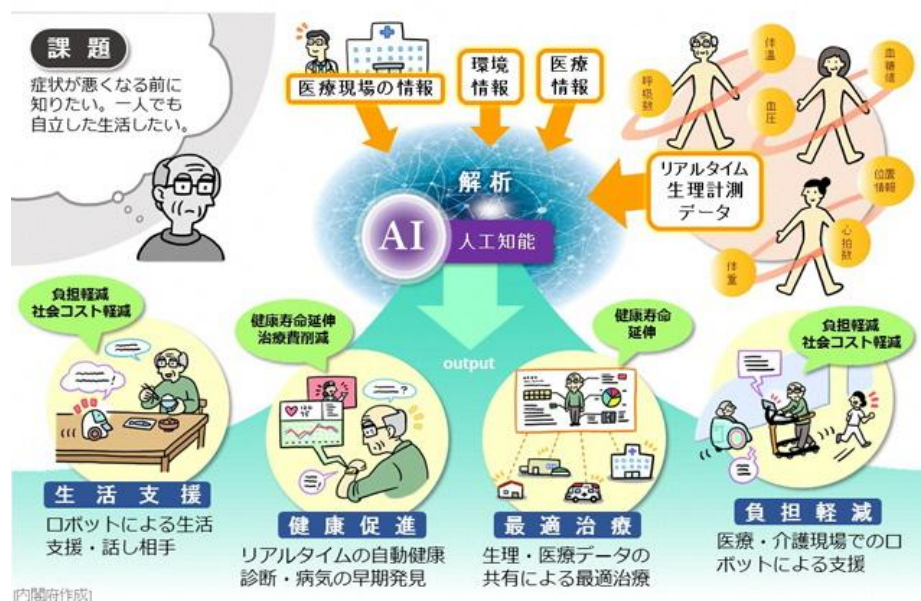 課題
症状が悪くなる前に
知りたい。一人でも
自立した生活したい。
医療現場の情報
環境
情報
医療
情報
体温
血糖値
呼吸数
血圧
リアルタイム
生理計測
データ
位置情報
心拍数
体重
解析
AI 人工知能
output
負担軽減
社会コスト軽減
健康寿命延伸
治療費削減
健康寿命
延伸
負担軽減
社会コスト軽減
生活支援
ロボットによる生活
支援・話し相手
健康促進
リアルタイムの自動健康
診断・病気の早期発見
最適治療
生理・医療データの
共有による最適治療
負担軽減
医療・介護現場でのロ
ボットによる支援
[内閣府作成]